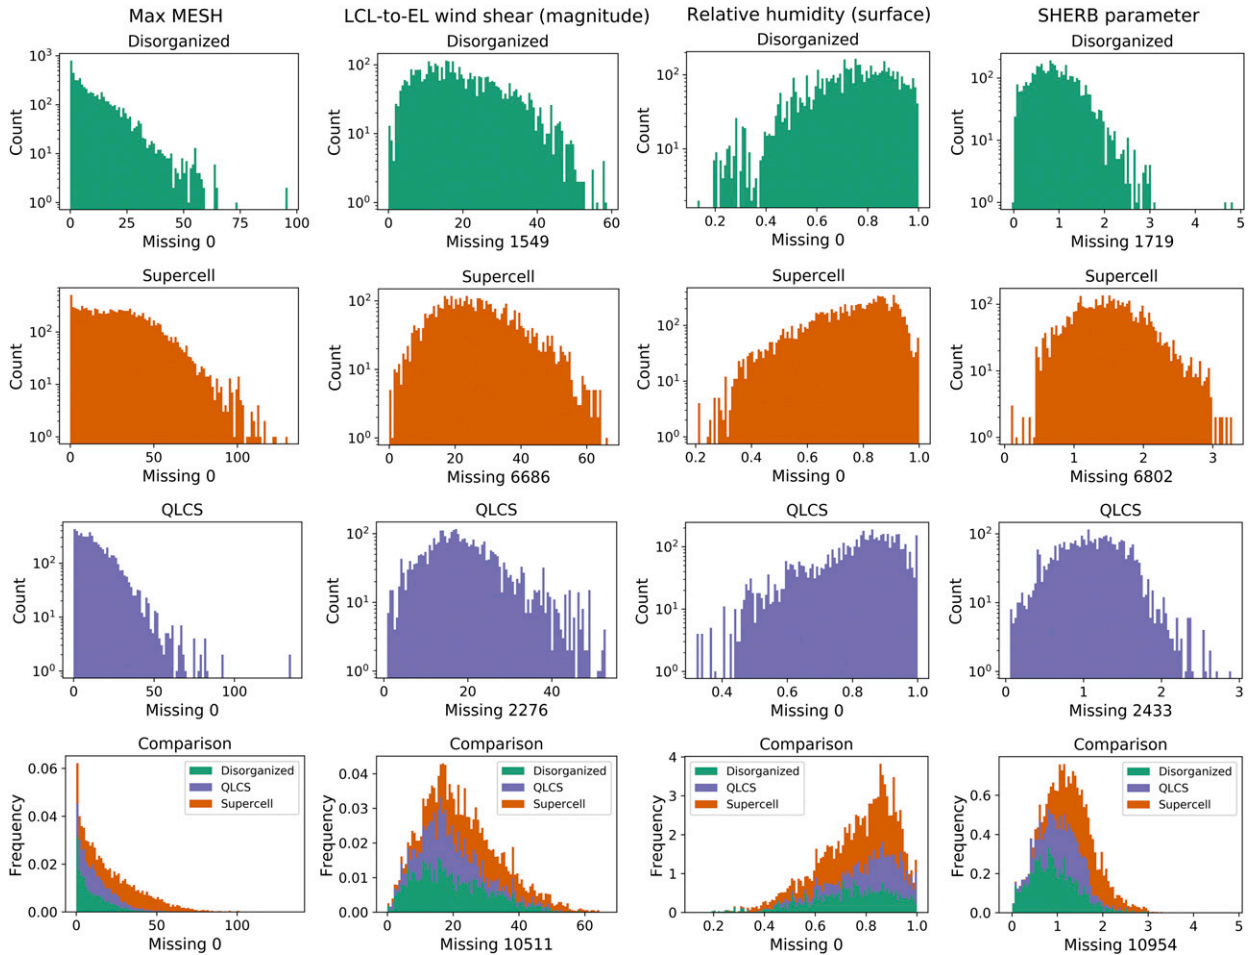 Max MESH
LCL-to-EL wind shear (magnitude)
Relative humidity (surface)
SHERB parameter
Disorganized
Count
10³
10²
10¹
10⁰
0 25 50 75 100
Missing 0
Disorganized
Count
10²
10¹
10⁰
0 20 40 60
Missing 1549
Disorganized
Count
10²
10¹
0.2 0.4 0.6 0.8 1.0
Missing 0
Disorganized
Count
10²
10¹
10⁰
0 1 2 3 4 5
Missing 1719
Supercell
Count
10²
10¹
10⁰
0 50 100
Missing 0
Supercell
Count
10²
10¹
10⁰
0 20 40 60
Missing 6686
Supercell
Count
10²
10¹
10⁰
0.2 0.4 0.6 0.8 1.0
Missing 0
Supercell
Count
10²
10¹
10⁰
0 1 2 3
Missing 6802
QLCS
Count
10²
10¹
10⁰
0 50 100
Missing 0
QLCS
Count
10²
10¹
10⁰
0 20 40
Missing 2276
QLCS
Count
10²
10¹
10⁰
0.4 0.6 0.8 1.0
Missing 0
QLCS
Count
10²
10¹
10⁰
0 1 2 3
Missing 2433
Comparison
Frequency
0.06
0.04
0.02
0.00
Disorganized
QLCS
Supercell
0 50 100
Missing 0
Comparison
Frequency
0.04
0.03
0.02
0.01
0.00
Disorganized
QLCS
Supercell
0 20 40 60
Missing 10511
Comparison
Frequency
4
3
2
1
0
Disorganized
QLCS
Supercell
0.2 0.4 0.6 0.8 1.0
Missing 0
Comparison
Frequency
0.6
0.4
0.2
0.0
Disorganized
QLCS
Supercell
0 1 2 3 4 5
Missing 10954